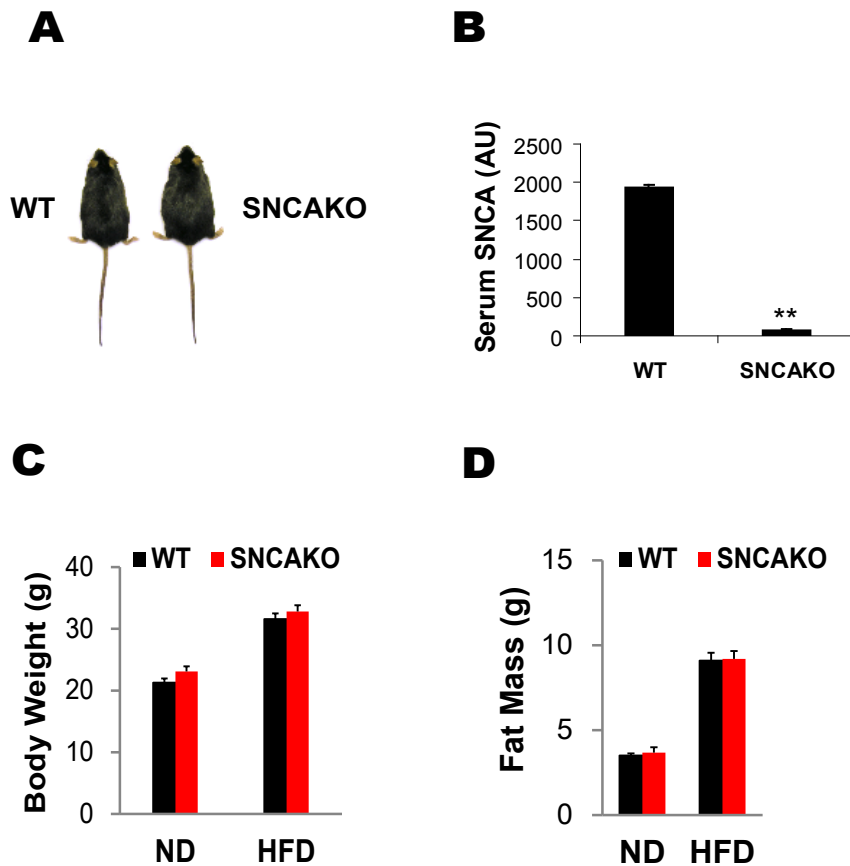 A
WT
SNCAKO
B
Serum SNCA (AU)
2500
2000
1500
1000
500
0
**
WT SNCAKO
C
WT SNCAKO
Body Weight (g)
40
30
20
10
0
ND HFD
D
WT SNCAKO
Fat Mass (g)
15
10
5
0
ND HFD